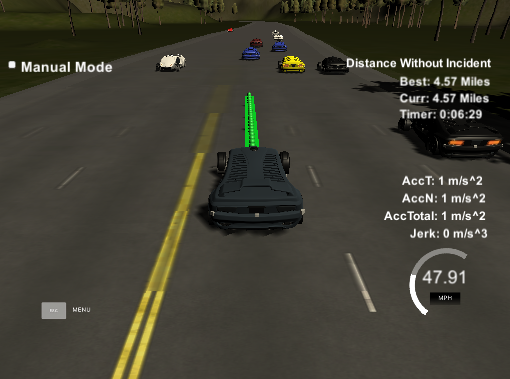 Manual Mode
Distance Without Incident
Best: 4.57 Miles
Curr: 4.57 Miles
Timer: 0:06:29
AccT: 1 m/s^2
AccN: 1 m/s^2
AccTotal: 1 m/s^2
Jerk: 0 m/s^3
47.91
MPH
ESC MENU